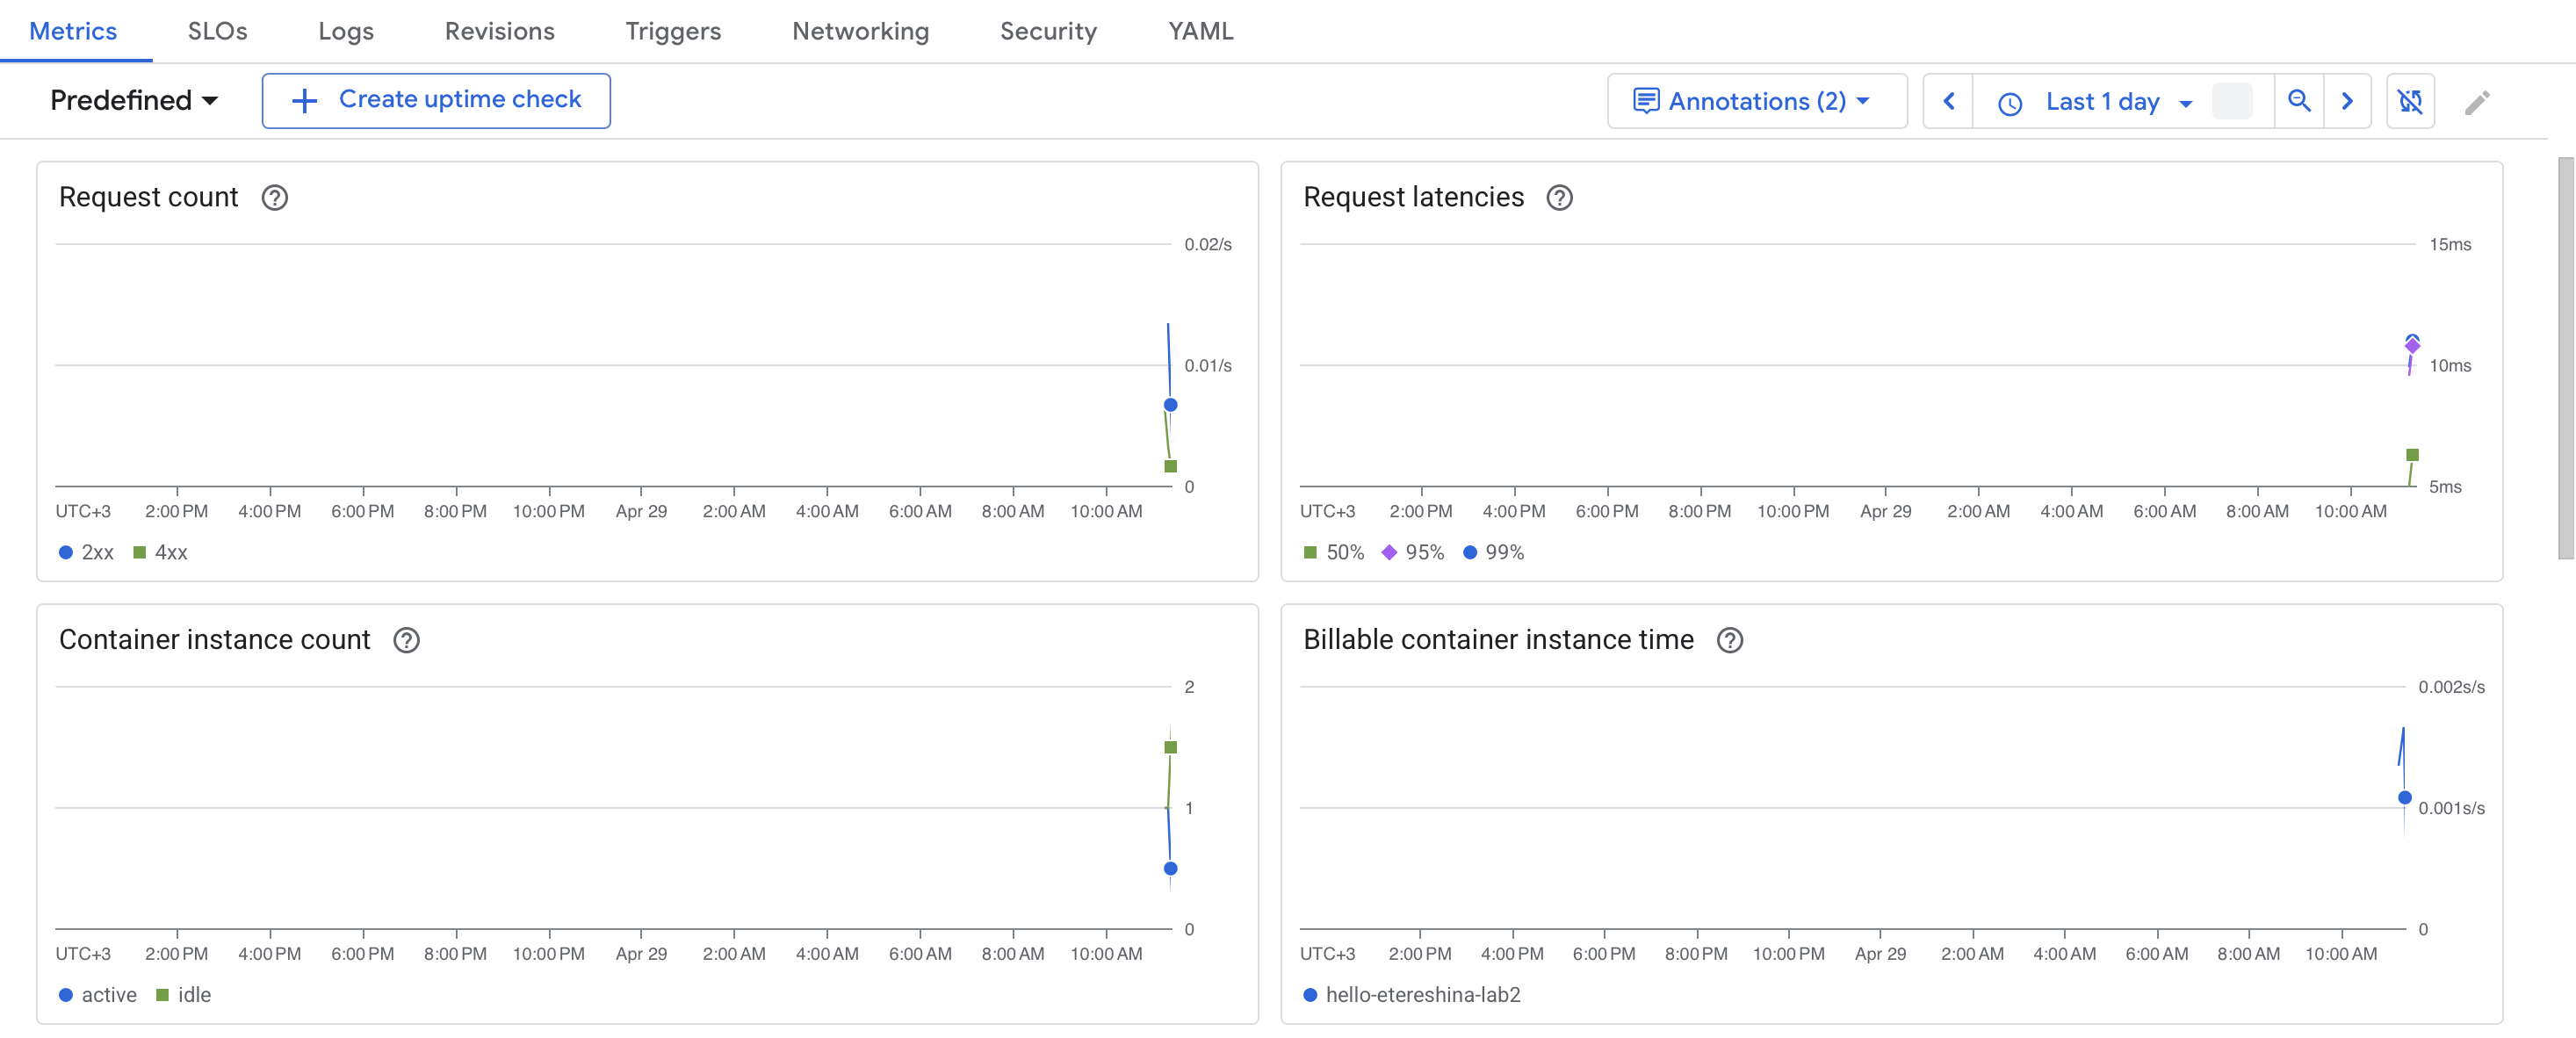 Metrics SLOs Logs Revisions Triggers Networking Security YAML
Predefined Create uptime check Annotations (2) Last 1 day
Request count
0.02/s
0.01/s
0
UTC+3 2:00 PM 4:00 PM 6:00 PM 8:00 PM 10:00 PM Apr 29 2:00 AM 4:00 AM 6:00 AM 8:00 AM 10:00 AM
2xx 4xx
Request latencies
15ms
10ms
5ms
UTC+3 2:00 PM 4:00 PM 6:00 PM 8:00 PM 10:00 PM Apr 29 2:00 AM 4:00 AM 6:00 AM 8:00 AM 10:00 AM
50% 95% 99%
Container instance count
2
1
0
UTC+3 2:00 PM 4:00 PM 6:00 PM 8:00 PM 10:00 PM Apr 29 2:00 AM 4:00 AM 6:00 AM 8:00 AM 10:00 AM
active idle
Billable container instance time
0.002s/s
0.001s/s
0
UTC+3 2:00 PM 4:00 PM 6:00 PM 8:00 PM 10:00 PM Apr 29 2:00 AM 4:00 AM 6:00 AM 8:00 AM 10:00 AM
hello-etereshina-lab2